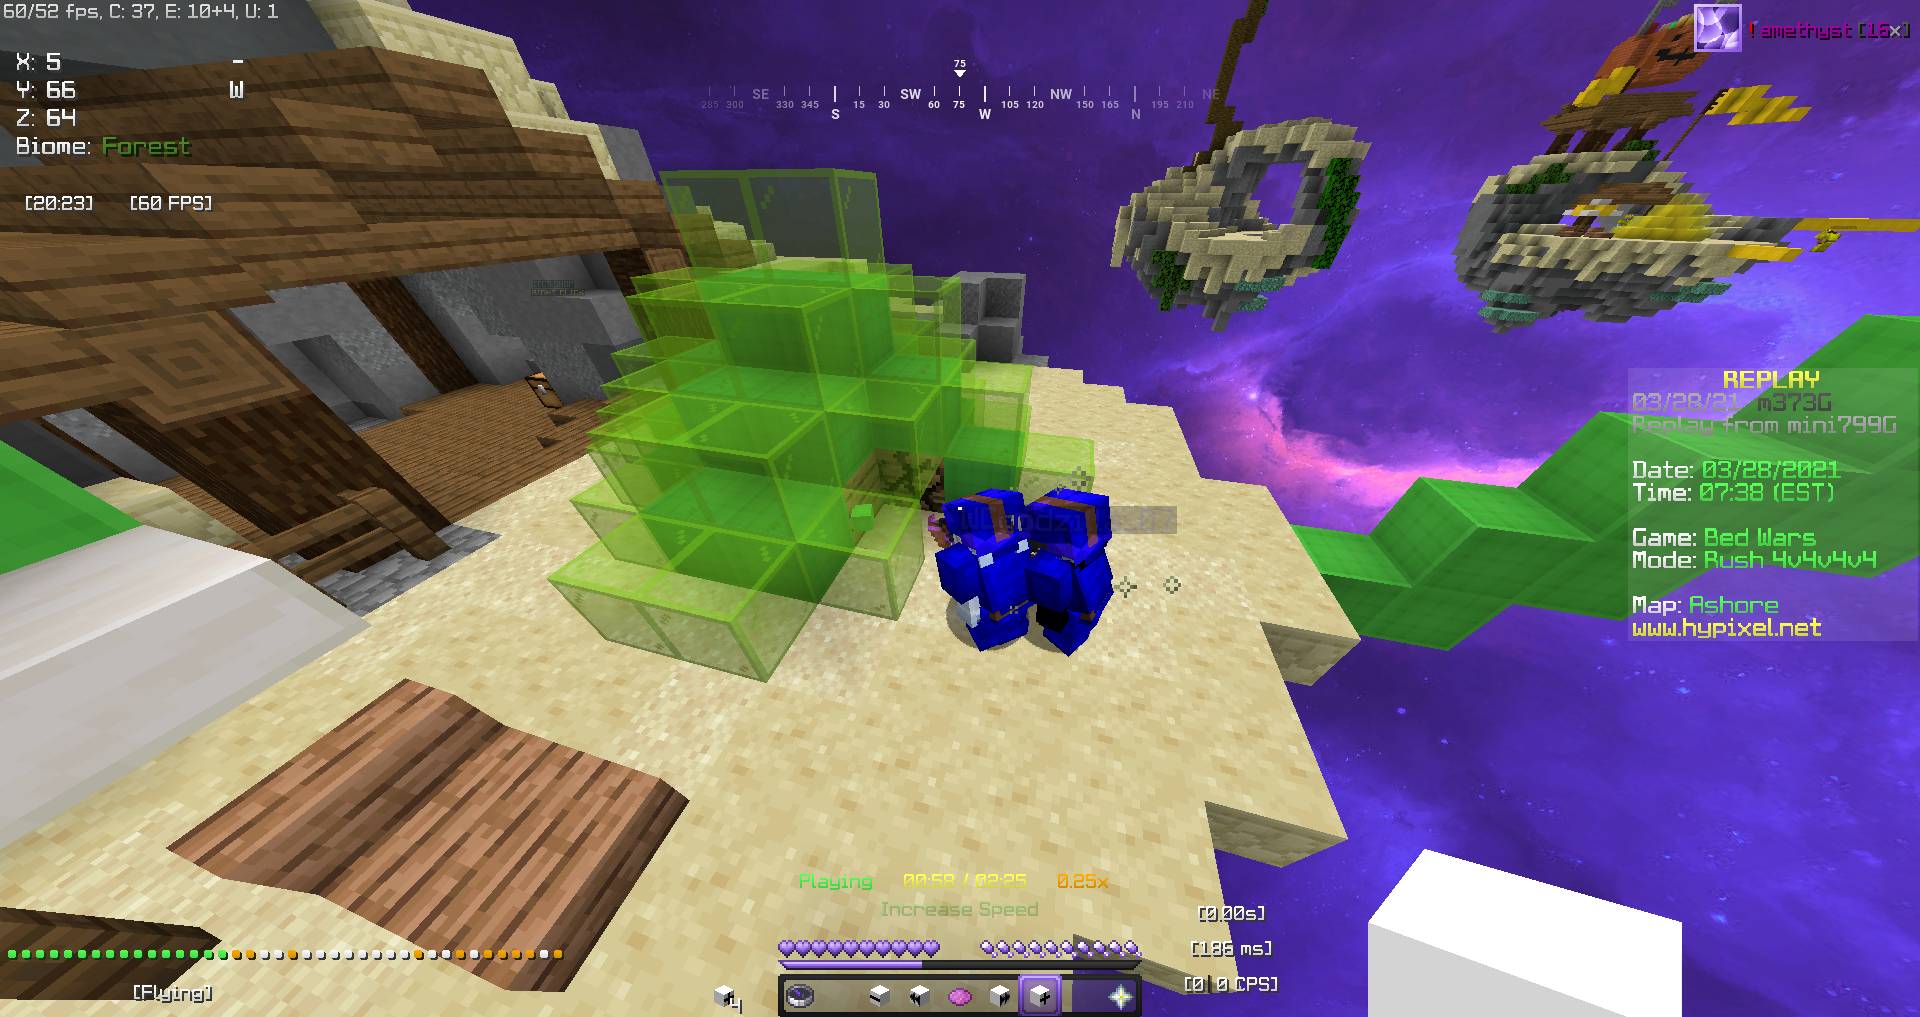 60/52 fps, C: 37, E: 10+4, U: 1
! amethyst [16x]
X: 5 -
Y: 66 W
Z: 64
Biome: Forest
[20:23] [60 FPS]
75
285 300 SE 330 345 S 15 30 SW 60 75 W 105 120 NW 150 165 N 195 210 NE
REPLAY
03/28/21 m373G
Replay from mini799G
Date: 03/28/2021
Time: 07:38 (EST)
Game: Bed Wars
Mode: Rush 4v4v4v4
Map: Ashore
www.hypixel.net
Playing 00:58 / 02:25 0.25x
Increase Speed
[0.00s]
[186 ms]
[0 | 0 CPS]
[Flying]
4